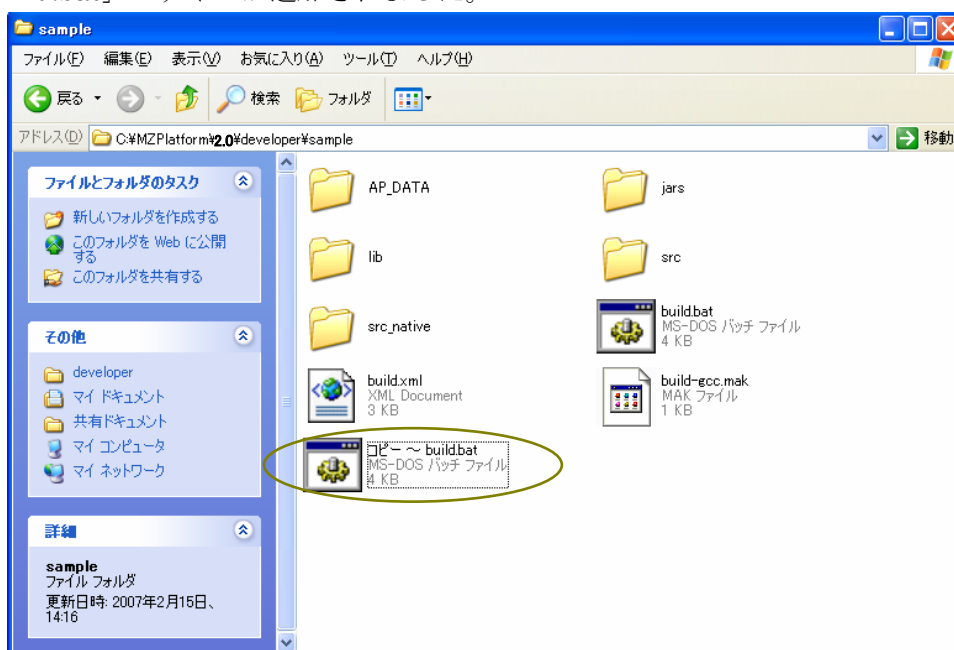 sample
ファイル(F) 編集(E) 表示(V) お気に入り(A) ツール(T) ヘルプ(H)
戻る 検索 フォルダ
アドレス(D) C:¥MZPlatform¥2.0¥developer¥sample 移動
ファイルとフォルダのタスク
新しいフォルダを作成する
このフォルダを Web に公開
する
このフォルダを共有する
その他
developer
マイ ドキュメント
共有ドキュメント
マイ コンピュータ
マイ ネットワーク
詳細
sample
ファイル フォルダ
更新日時: 2007年2月15日、
14:16
AP_DATA
jars
lib
src
src_native
build.bat
MS-DOS バッチ ファイル
4 KB
build.xml
XML Document
3 KB
build-gcc.mak
MAK ファイル
1 KB
コピー ~ build.bat
MS-DOS バッチ ファイル
4 KB